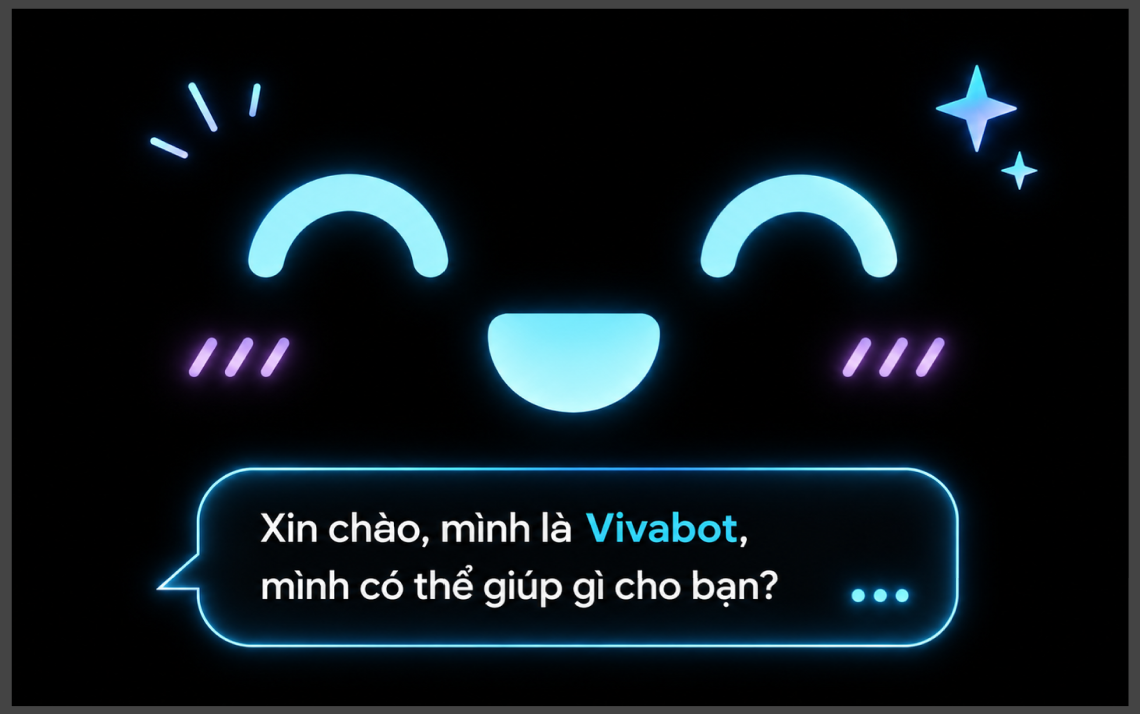 Xin chào, mình là Vivabot,
mình có thể giúp gì cho bạn?